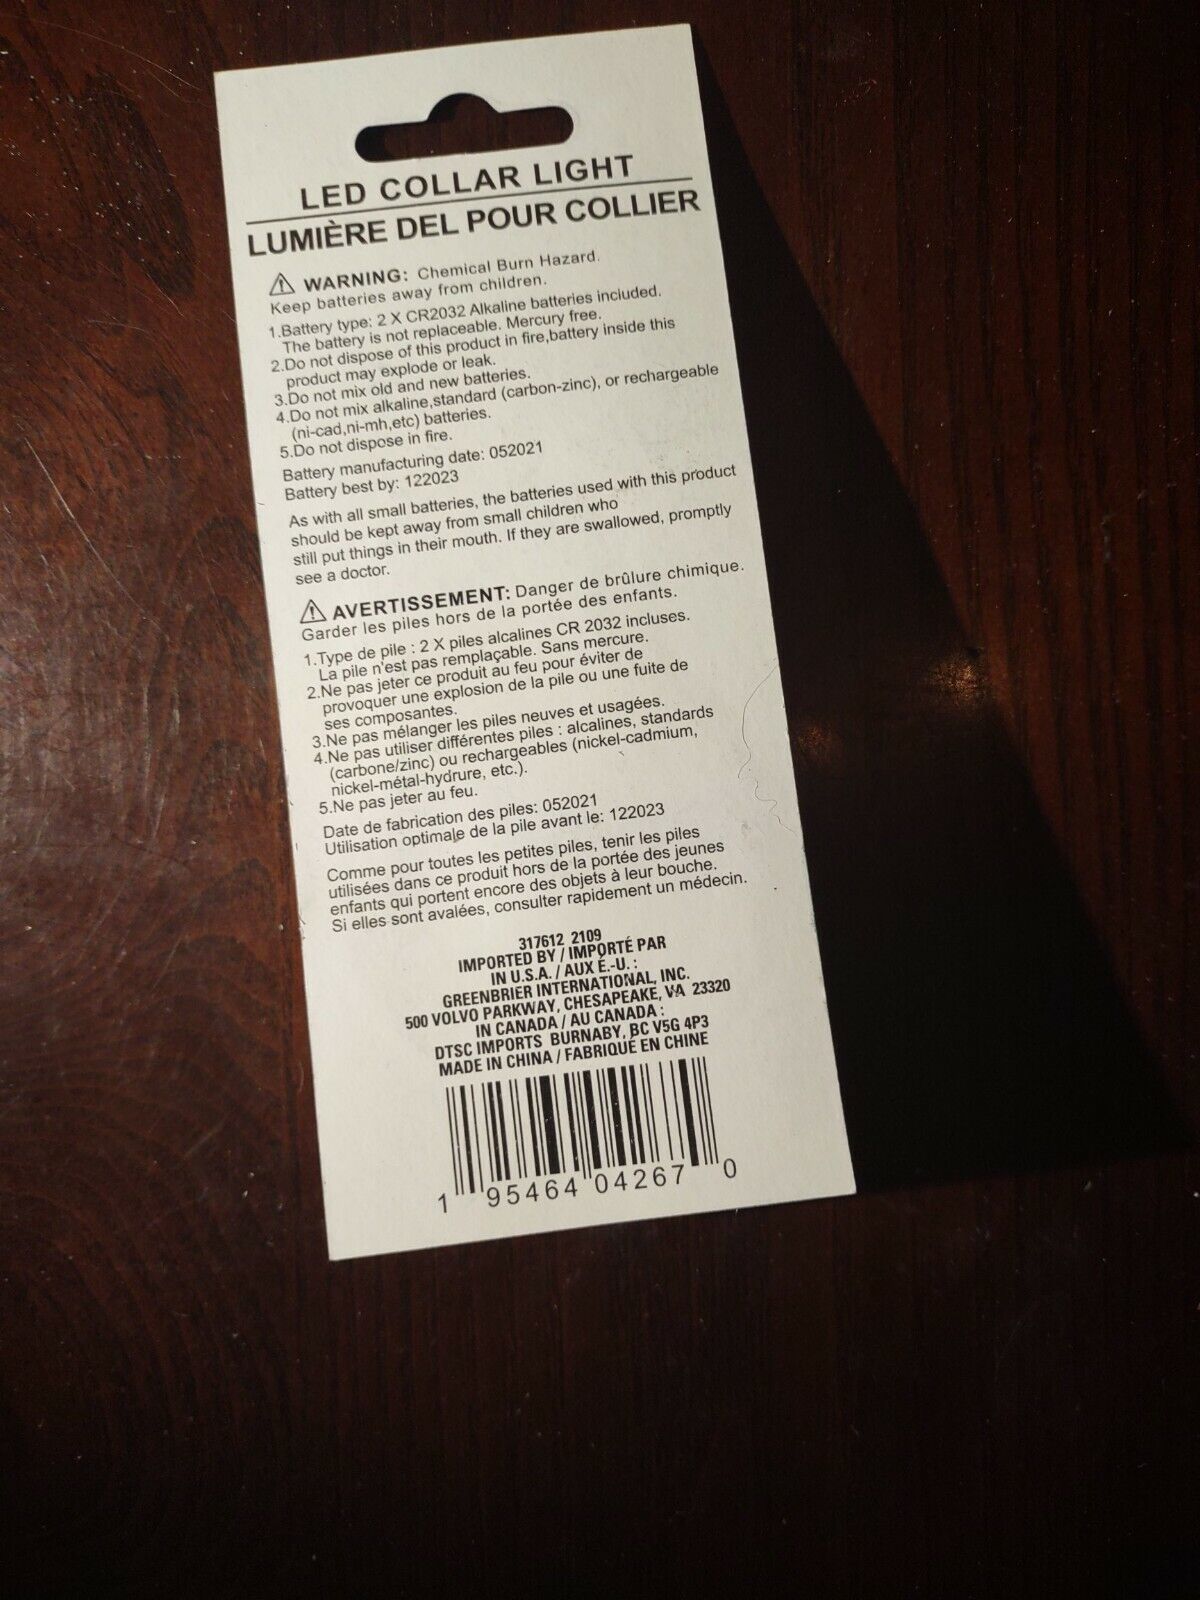 LED COLLAR LIGHT
LUMIÈRE DEL POUR COLLIER
WARNING: Chemical Burn Hazard.
Keep batteries away from children.
1.Battery type: 2 X CR2032 Alkaline batteries included.
The battery is not replaceable. Mercury free.
2.Do not dispose of this product in fire,battery inside this
product may explode or leak.
3.Do not mix old and new batteries.
4.Do not mix alkaline,standard (carbon-zinc), or rechargeable
(ni-cad,ni-mh,etc) batteries.
5.Do not dispose in fire.
Battery manufacturing date: 052021
Battery best by: 122023
As with all small batteries, the batteries used with this product
should be kept away from small children who
still put things in their mouth. If they are swallowed, promptly
see a doctor.
AVERTISSEMENT: Danger de brûlure chimique.
Garder les piles hors de la portée des enfants.
1.Type de pile : 2 X piles alcalines CR 2032 incluses.
La pile n'est pas remplaçable. Sans mercure.
2.Ne pas jeter ce produit au feu pour éviter de
provoquer une explosion de la pile ou une fuite de
ses composantes.
3.Ne pas mélanger les piles neuves et usagées.
4.Ne pas utiliser différentes piles : alcalines, standards
(carbone/zinc) ou rechargeables (nickel-cadmium,
nickel-métal-hydrure, etc.).
5.Ne pas jeter au feu.
Date de fabrication des piles: 052021
Utilisation optimale de la pile avant le: 122023
Comme pour toutes les petites piles, tenir les piles
utilisées dans ce produit hors de la portée des jeunes
enfants qui portent encore des objets à leur bouche.
Si elles sont avalées, consulter rapidement un médecin.
317612 2109
IMPORTED BY / IMPORTÉ PAR
IN U.S.A. / AUX É.-U. :
GREENBRIER INTERNATIONAL, INC.
500 VOLVO PARKWAY, CHESAPEAKE, VA 23320
IN CANADA / AU CANADA :
DTSC IMPORTS BURNABY, BC V5G 4P3
MADE IN CHINA / FABRIQUÉ EN CHINE
1 95464 04267 0